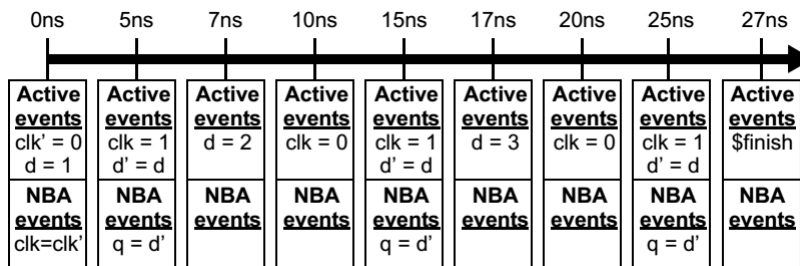 0ns 5ns 7ns 10ns 15ns 17ns 20ns 25ns 27ns
Active Active Active Active Active Active Active Active Active
events events events events events events events events events
clk’ = 0 clk = 1 d = 2 clk = 0 clk = 1 d = 3 clk = 0 clk = 1 $finish
d = 1 d’ = d d’ = d d’ = d
NBA NBA NBA NBA NBA NBA NBA NBA NBA
events events events events events events events events events
clk=clk’ q = d’ q = d’ q = d’